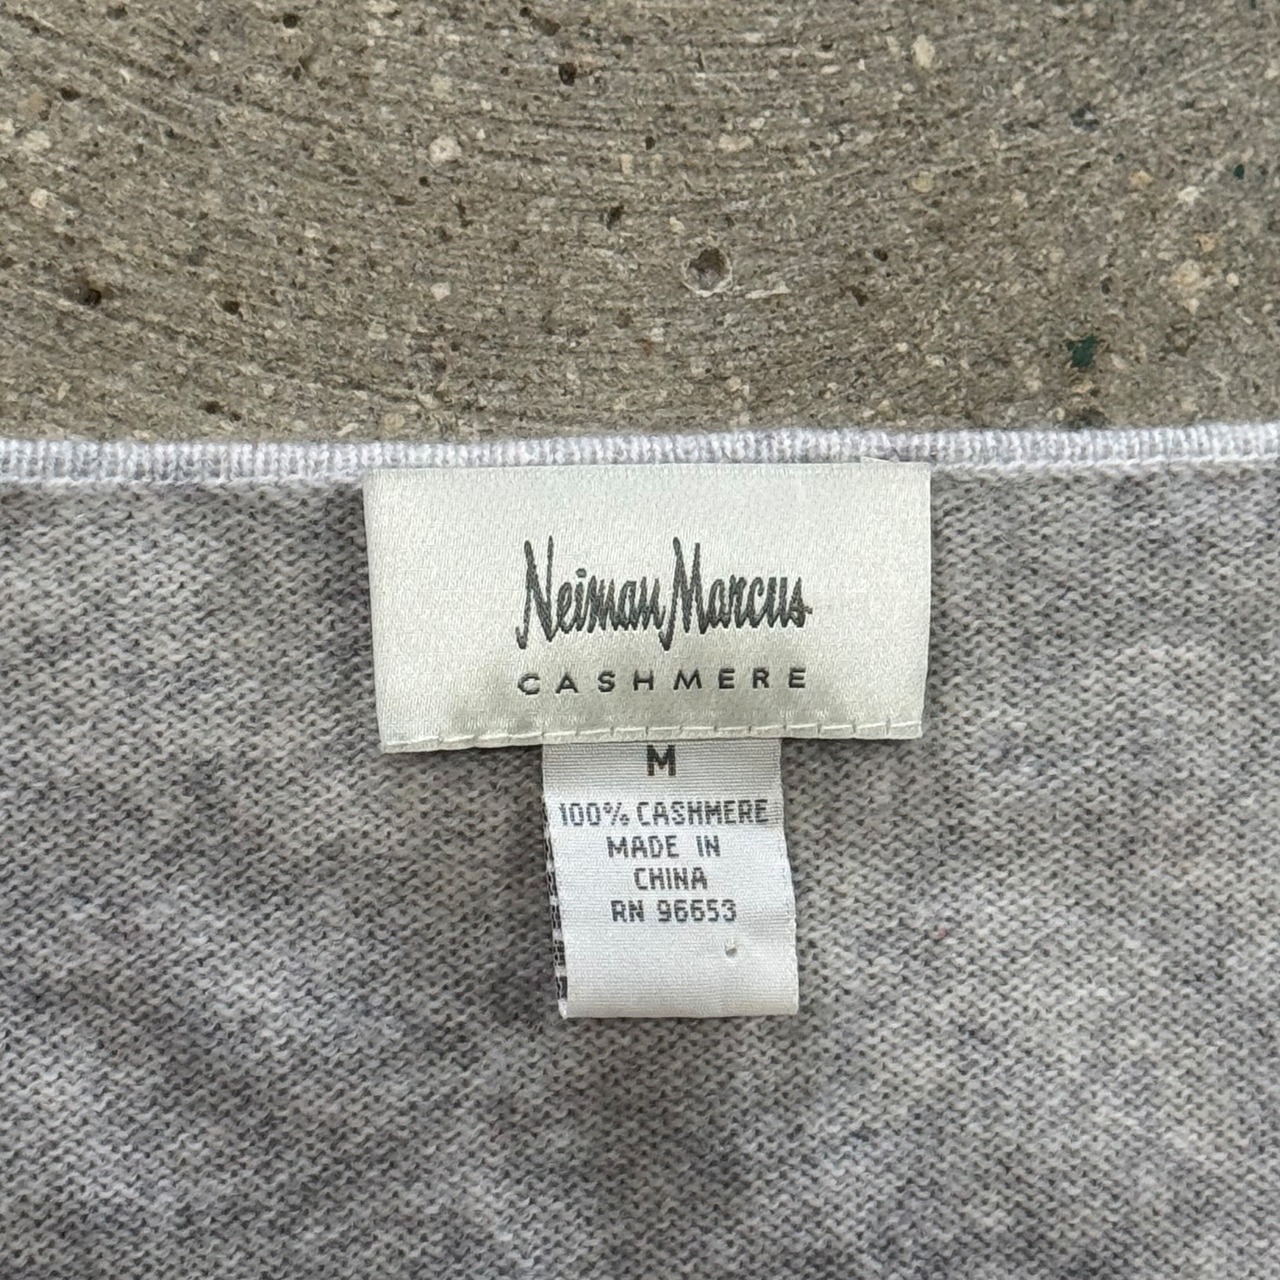 Neiman Marcus
CASHMERE
M
100% CASHMERE
MADE IN
CHINA
RN 96653